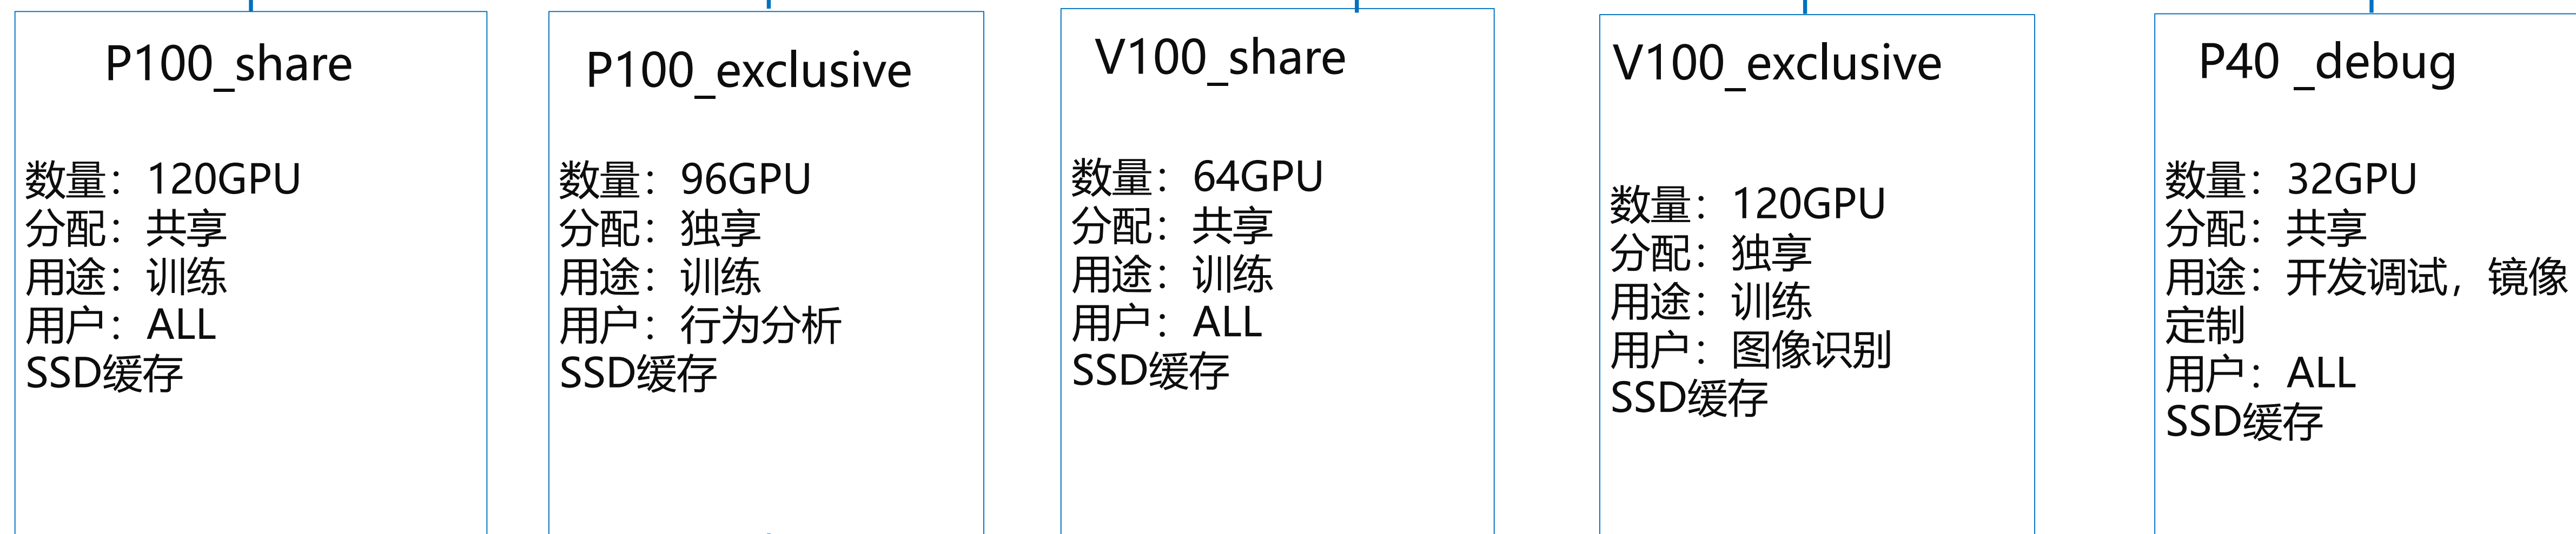 P100_share
数量：120GPU
分配：共享
用途：训练
用户：ALL
SSD缓存
P100_exclusive
数量：96GPU
分配：独享
用途：训练
用户：行为分析
SSD缓存
V100_share
数量：64GPU
分配：共享
用途：训练
用户：ALL
SSD缓存
V100_exclusive
数量：120GPU
分配：独享
用途：训练
用户：图像识别
SSD缓存
P40 _debug
数量：32GPU
分配：共享
用途：开发调试，镜像
定制
用户：ALL
SSD缓存